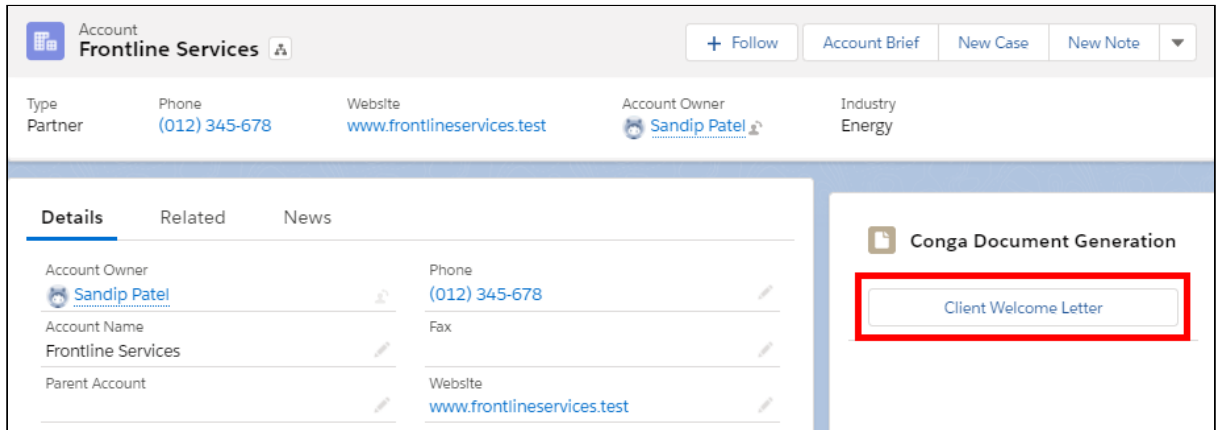 Account
Frontline Services
+ Follow
Account Brief
New Case
New Note
Type
Partner
Phone
(012) 345-678
Website
www.frontlineservices.test
Account Owner
Sandip Patel
Industry
Energy
Details
Related
News
Account Owner
Sandip Patel
Phone
(012) 345-678
Account Name
Frontline Services
Fax
Parent Account
Website
www.frontlineservices.test
Conga Document Generation
Client Welcome Letter